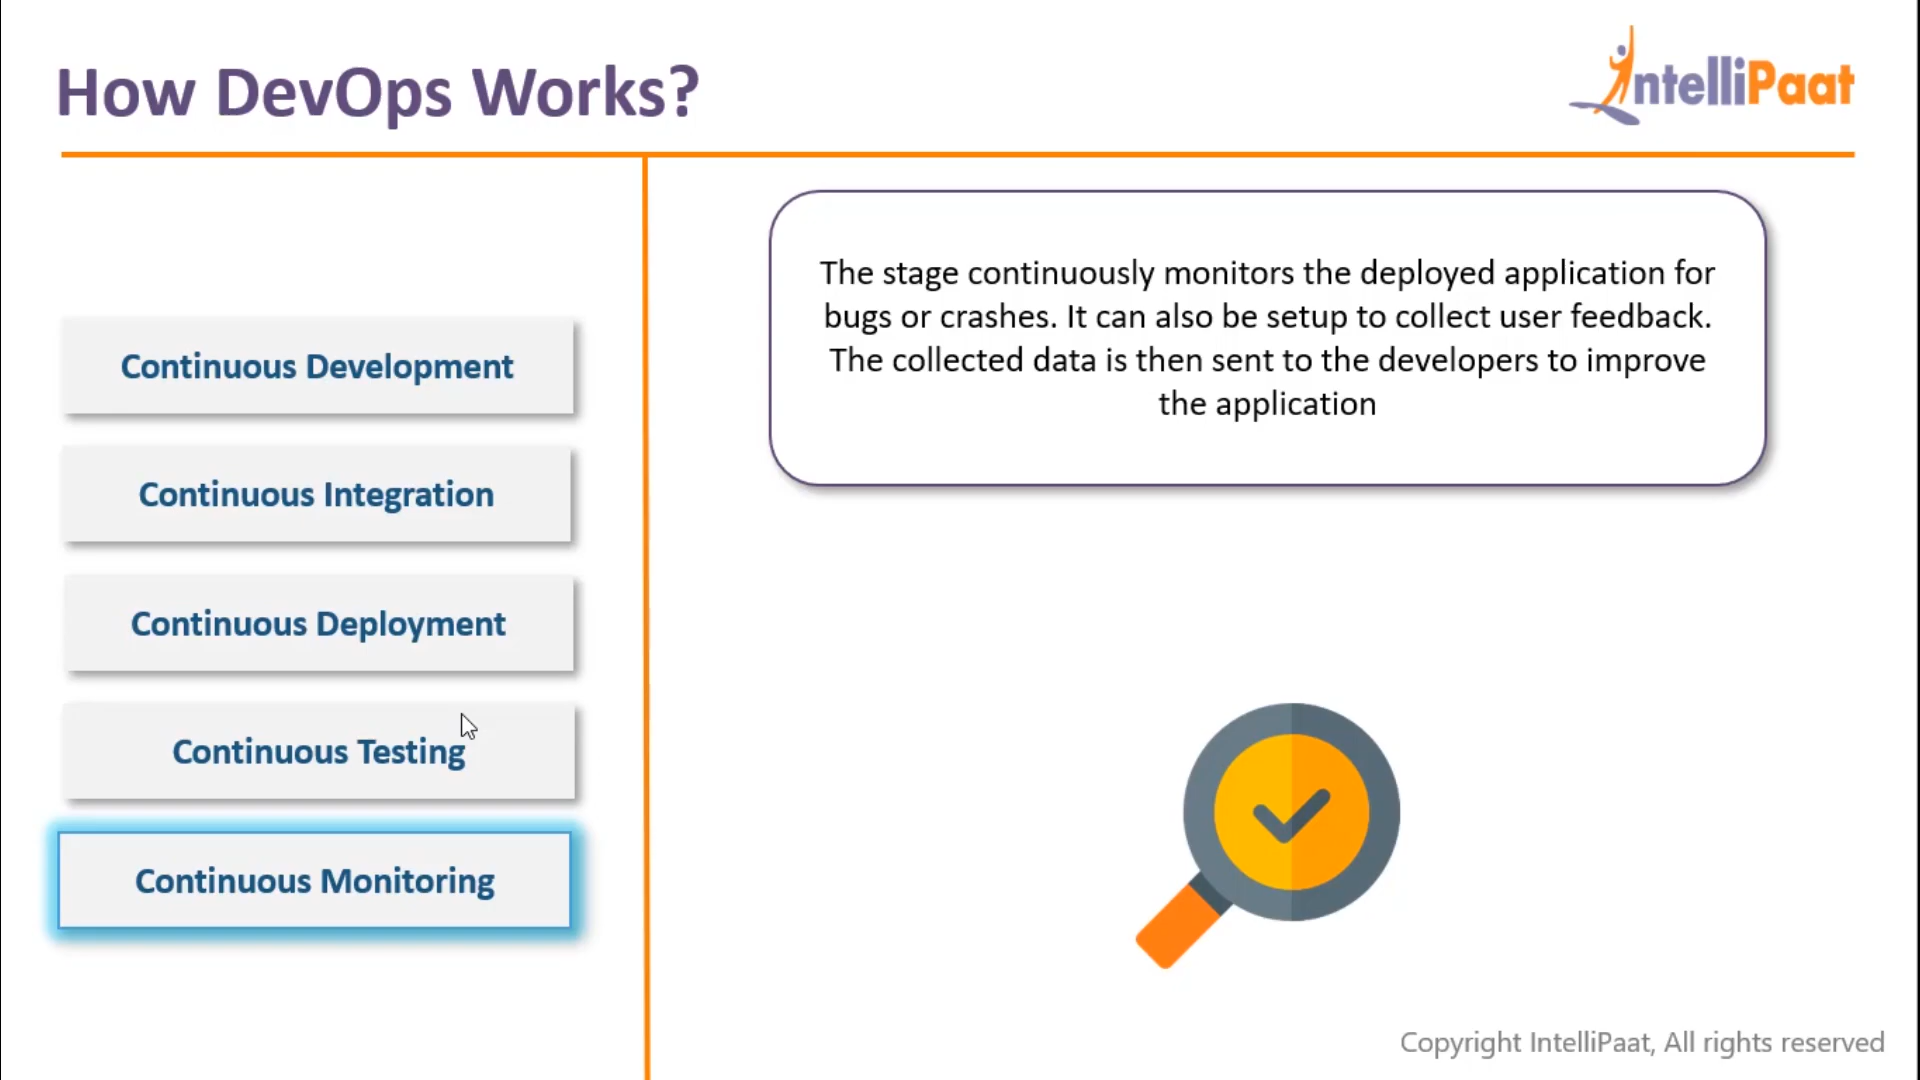 How DevOps Works?
IntelliPaat
Continuous Development
Continuous Integration
Continuous Deployment
Continuous Testing
Continuous Monitoring
The stage continuously monitors the deployed application for
bugs or crashes. It can also be setup to collect user feedback.
The collected data is then sent to the developers to improve
the application
Copyright IntelliPaat, All rights reserved